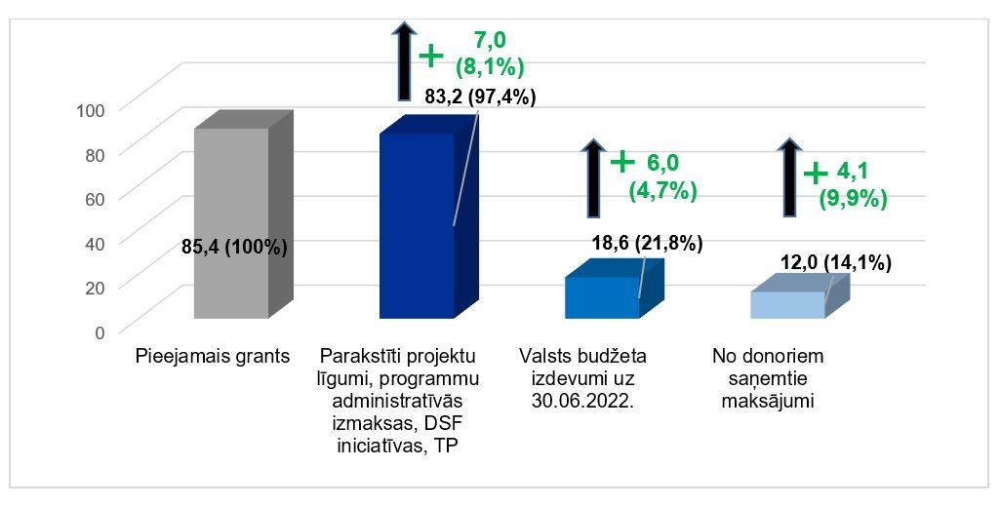 + 7,0
(8,1%)
83,2 (97,4%)
+ 6,0
(4,7%)
+ 4,1
(9,9%)
18,6 (21,8%)
12,0 (14,1%)
85,4 (100%)
100
80
60
40
20
0
Pieejamais grants
Parakstīti projektu
līgumi, programmu
administratīvās
izmaksas, DSF
iniciatīvas, TP
Valsts budžeta
izdevumi uz
30.06.2022.
No donoriem
saņemtie
maksājumi